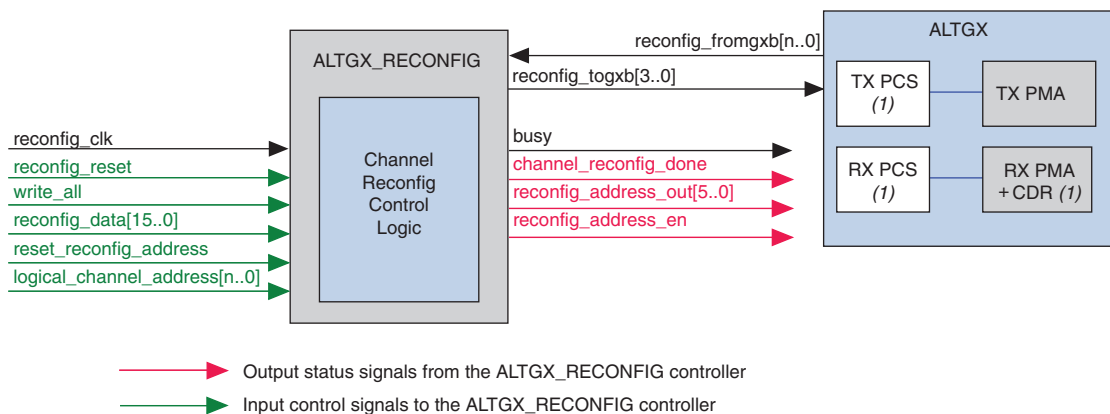 ALTGX_RECONFIG
Channel
Reconfig
Control
Logic
reconfig_clk
reconfig_reset
write_all
reconfig_data[15..0]
reset_reconfig_address
logical_channel_address[n..0]
reconfig_fromgxb[n..0]
reconfig_togxb[3..0]
busy
channel_reconfig_done
reconfig_address_out[5..0]
reconfig_address_en
ALTGX
TX PCS
(1)
TX PMA
RX PCS
(1)
RX PMA
+ CDR (1)
Output status signals from the ALTGX_RECONFIG controller
Input control signals to the ALTGX_RECONFIG controller